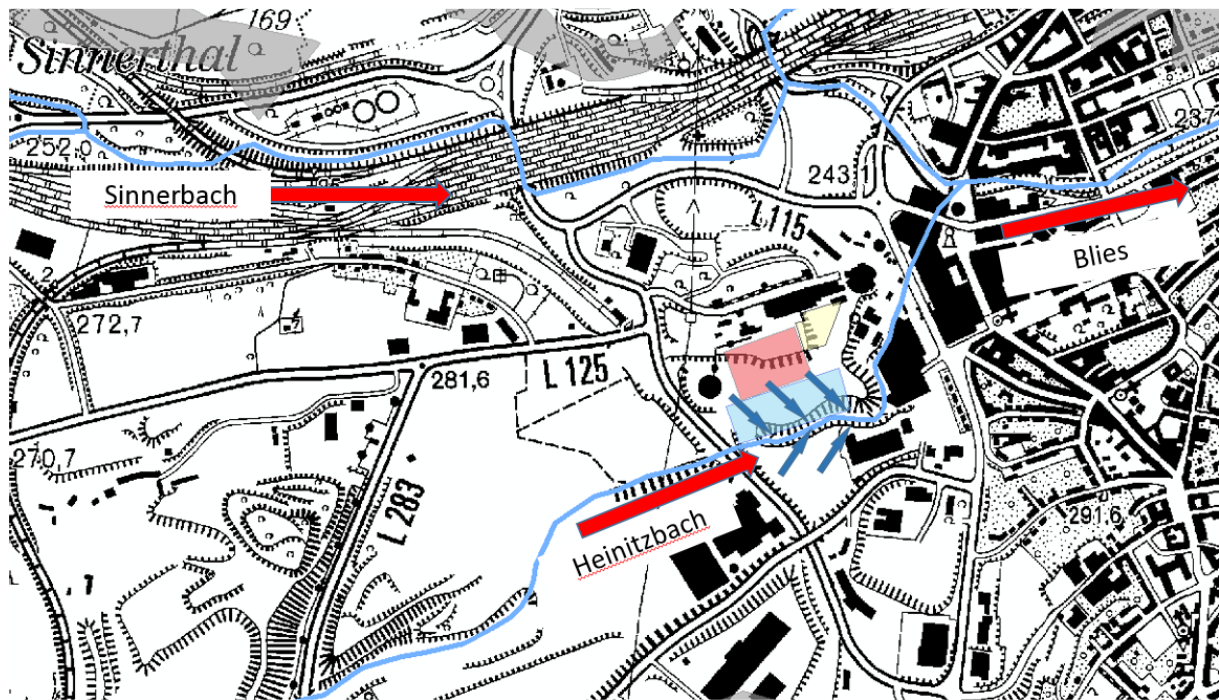 169
Sinnerthal
252,0
237
Sinnerbach
243,1
L 115
Blies
2
272,7
L 125
281,6
270,7
L 283
Heinitzbach
291,6